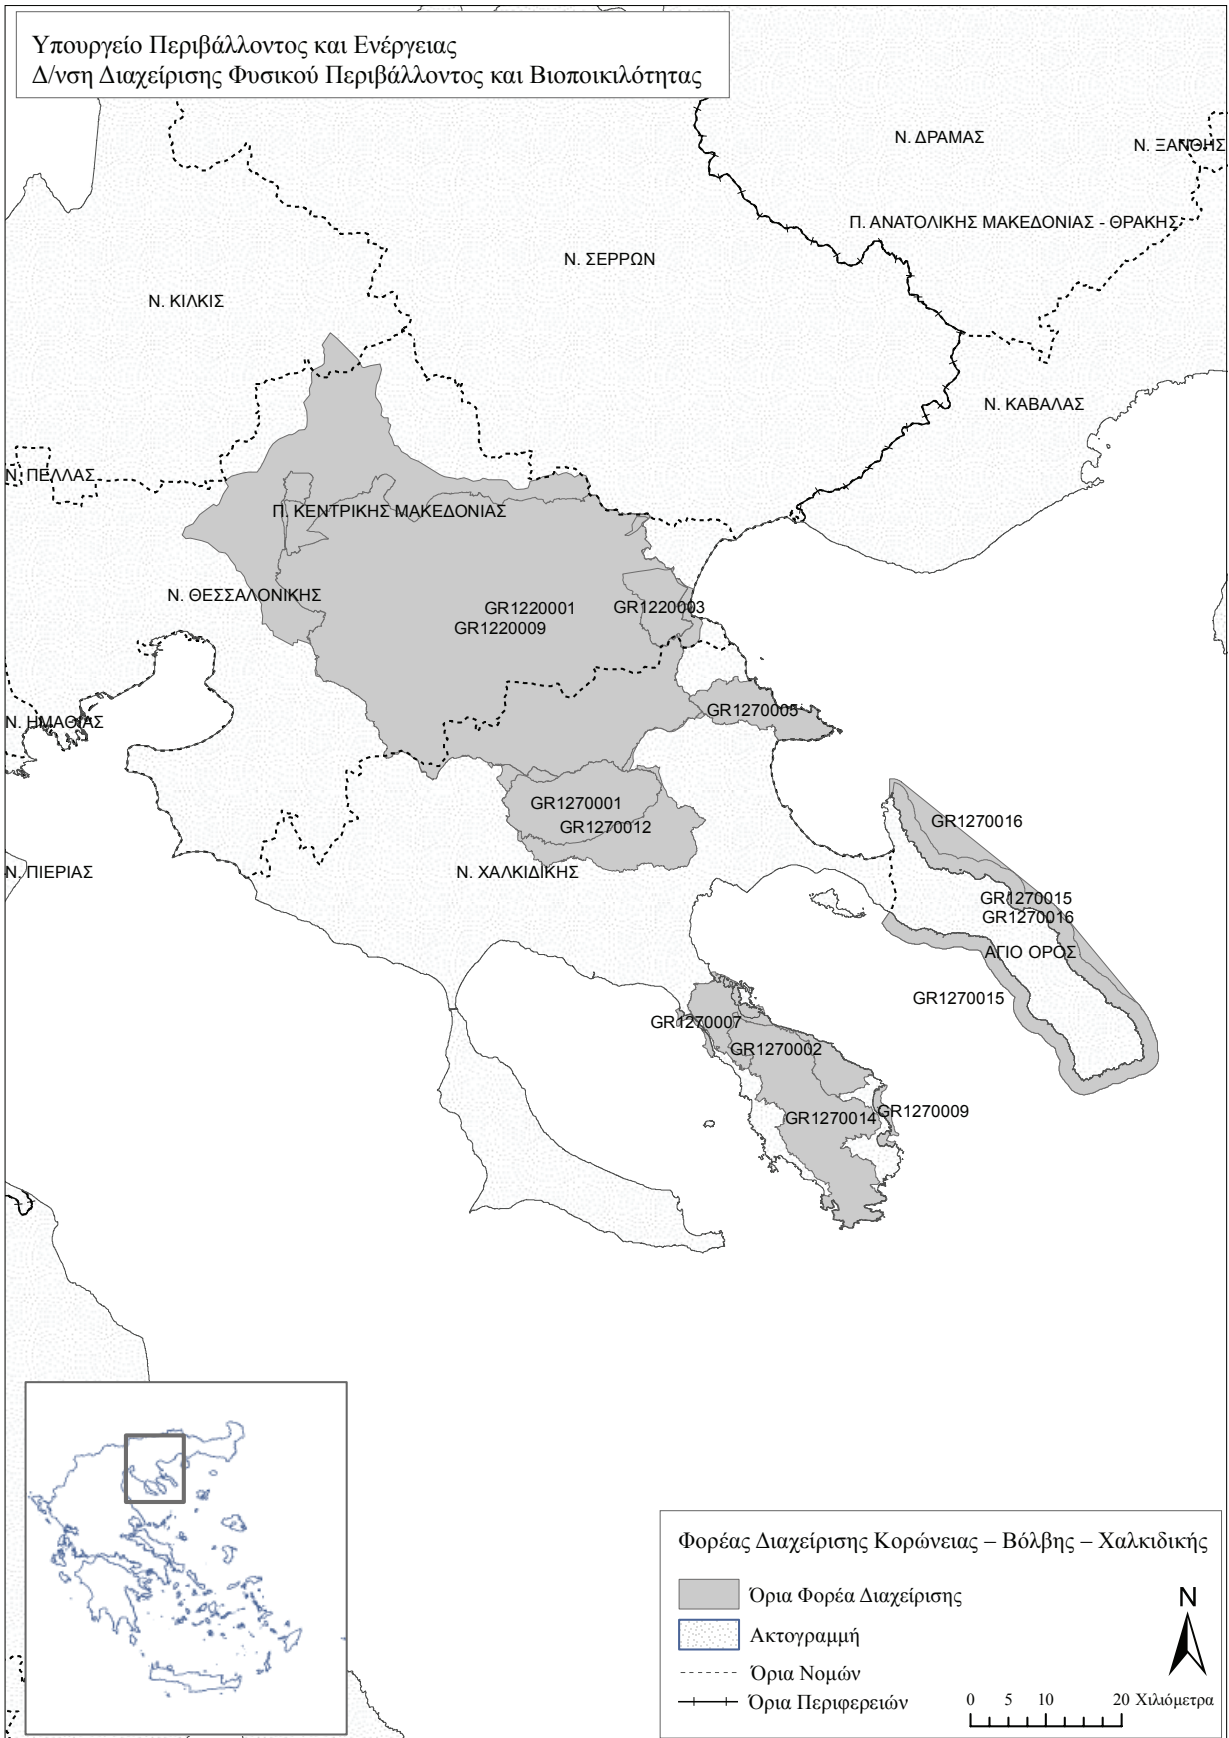 Υπουργείο Περιβάλλοντος και Ενέργειας
Δ/νση Διαχείρισης Φυσικού Περιβάλλοντος και Βιοποικιλότητας
Ν. ΔΡΑΜΑΣ
Ν. ΞΑΝΘΗΣ
Π. ΑΝΑΤΟΛΙΚΗΣ ΜΑΚΕΔΟΝΙΑΣ - ΘΡΑΚΗΣ
Ν. ΣΕΡΡΩΝ
Ν. ΚΙΛΚΙΣ
Ν. ΚΑΒΑΛΑΣ
Ν. ΠΕΛΛΑΣ
Π. ΚΕΝΤΡΙΚΗΣ ΜΑΚΕΔΟΝΙΑΣ
Ν. ΘΕΣΣΑΛΟΝΙΚΗΣ
GR1220001
GR1220003
GR1220009
GR1270005
Ν. ΗΜΑΘΙΑΣ
GR1270001
GR1270016
GR1270012
Ν. ΠΙΕΡΙΑΣ
Ν. ΧΑΛΚΙΔΙΚΗΣ
GR1270015
GR1270016
ΑΓΙΟ ΟΡΟΣ
GR1270015
GR1270007
GR1270002
GR1270009
GR1270014
Φορέας Διαχείρισης Κορώνειας – Βόλβης – Χαλκιδικής
Όρια Φορέα Διαχείρισης
Ακτογραμμή
Όρια Νομών
Όρια Περιφερειών
N
0 5 10 20 Χιλιόμετρα